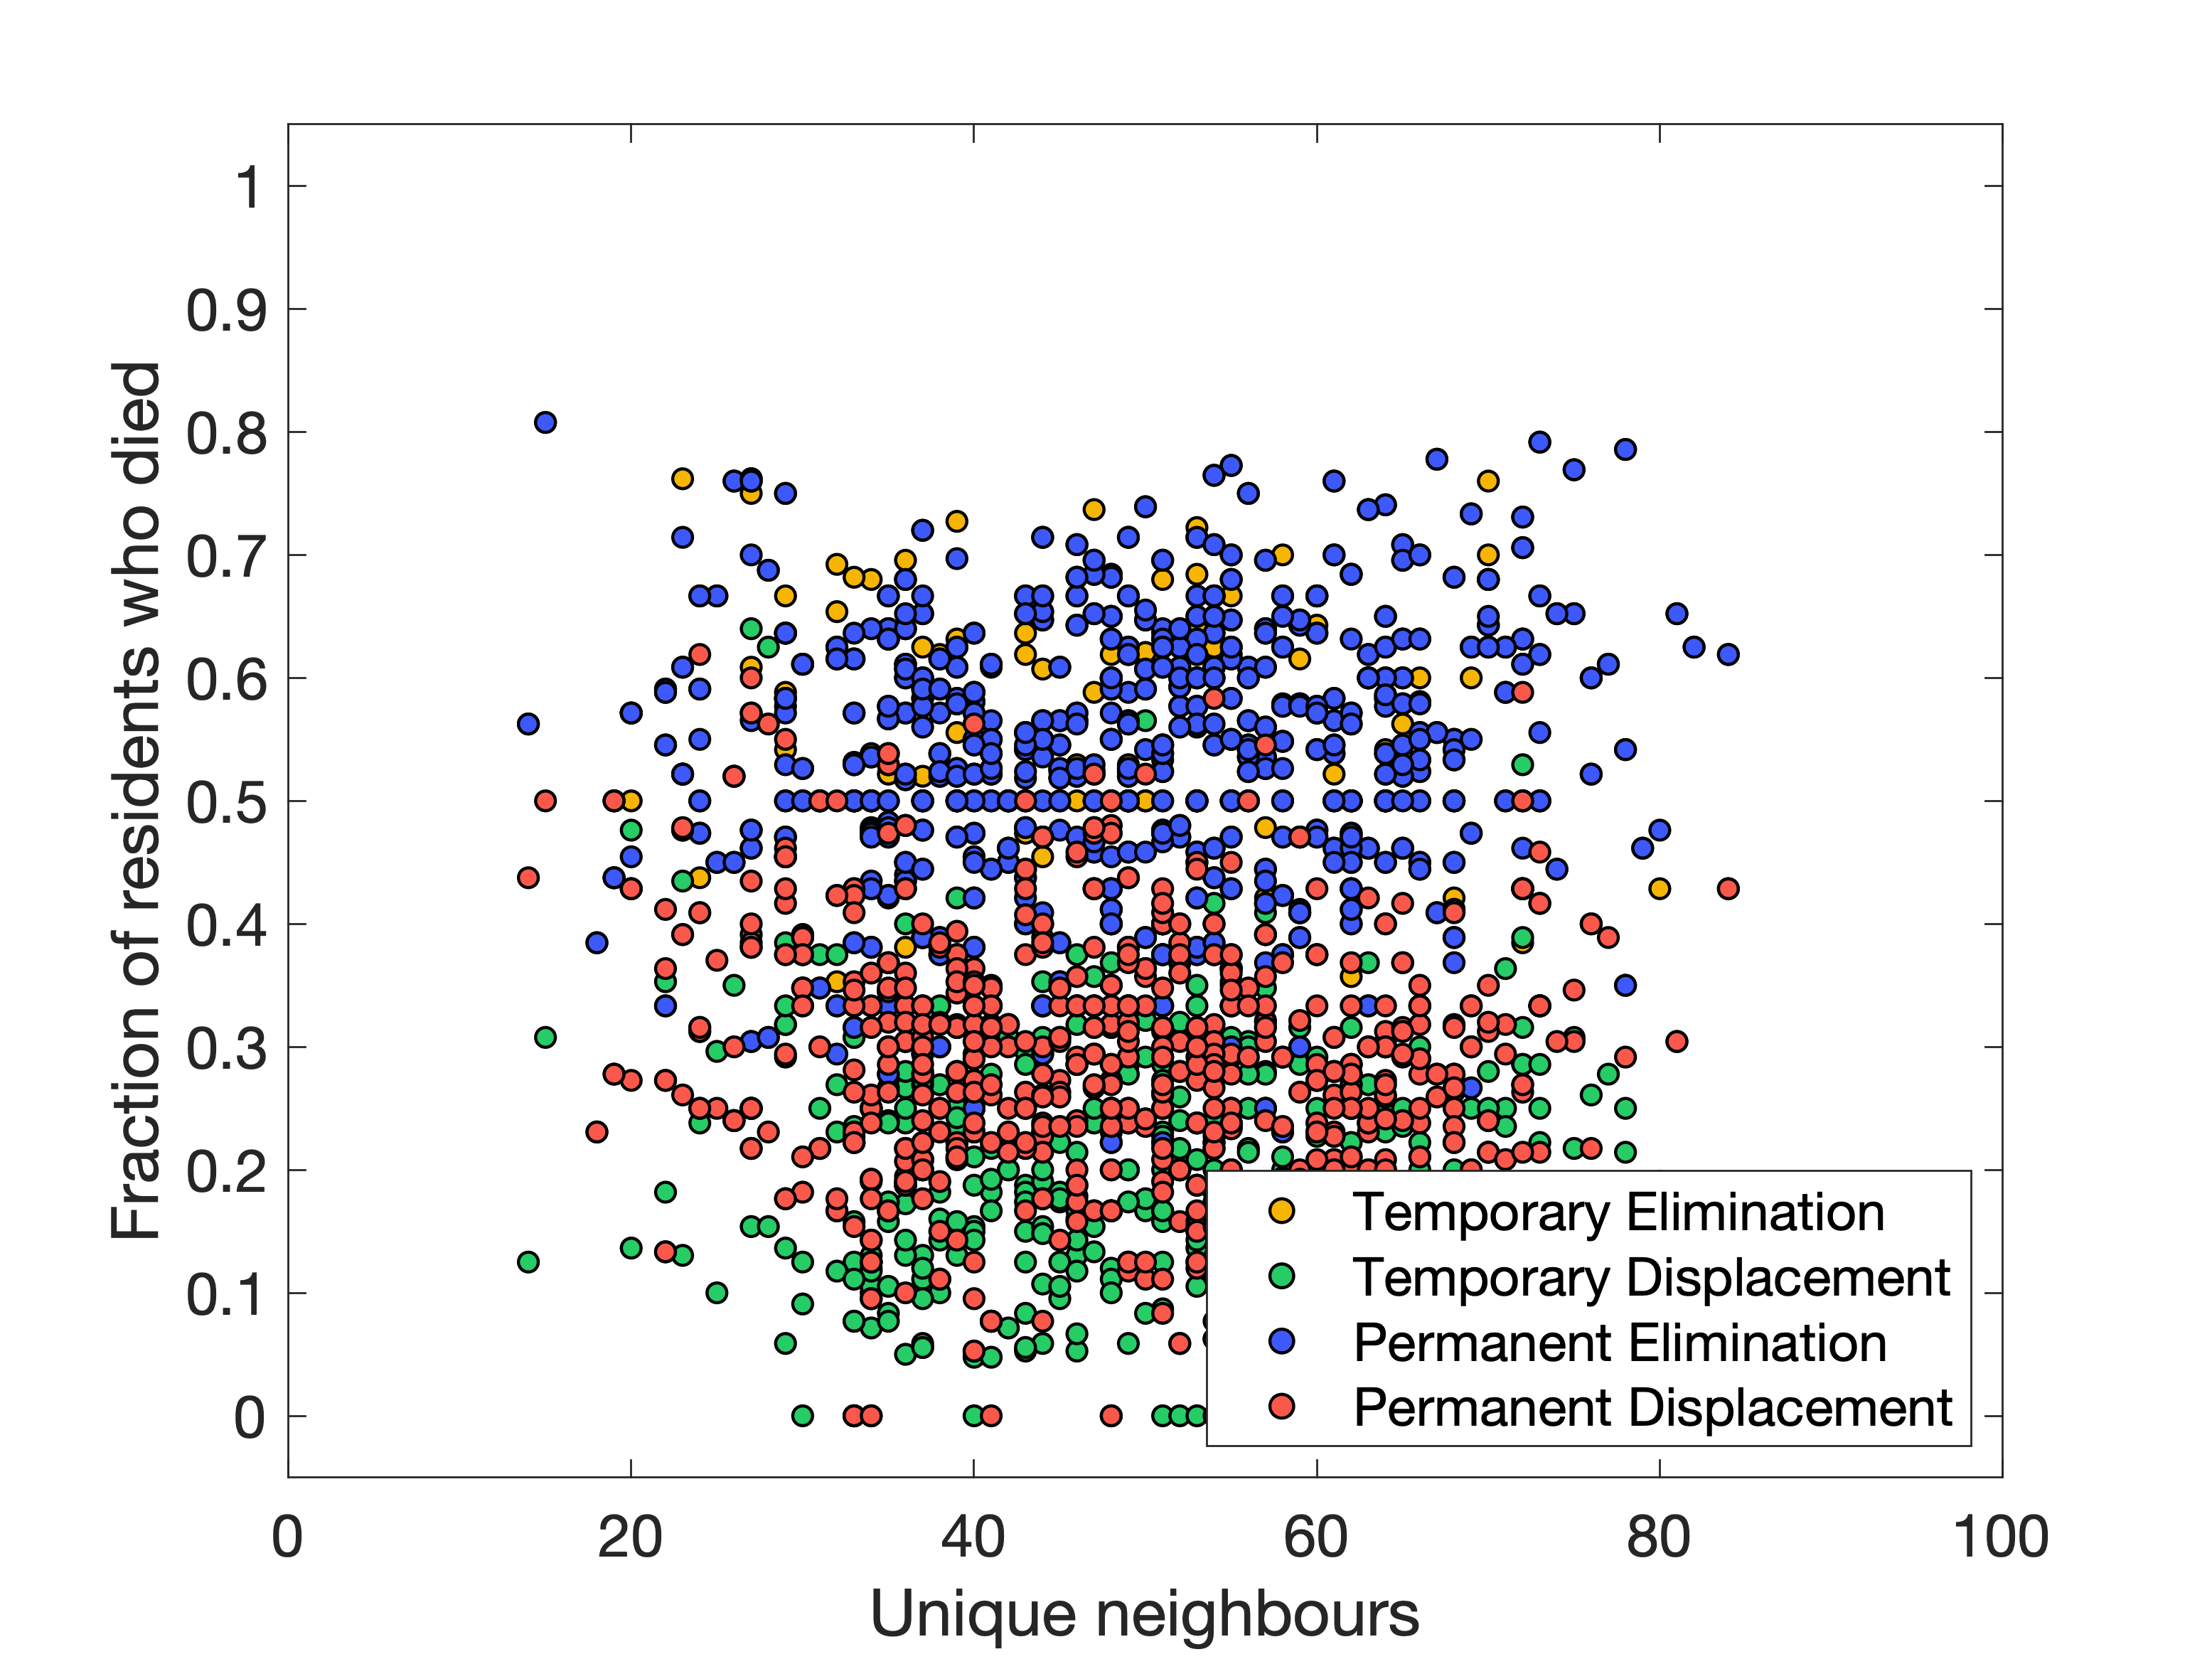 Fraction of residents who died
1
0.9
0.8
0.7
0.6
0.5
0.4
0.3
0.2
0.1
0
Temporary Elimination
Temporary Displacement
Permanent Elimination
Permanent Displacement
0 20 40 60 80 100
Unique neighbours